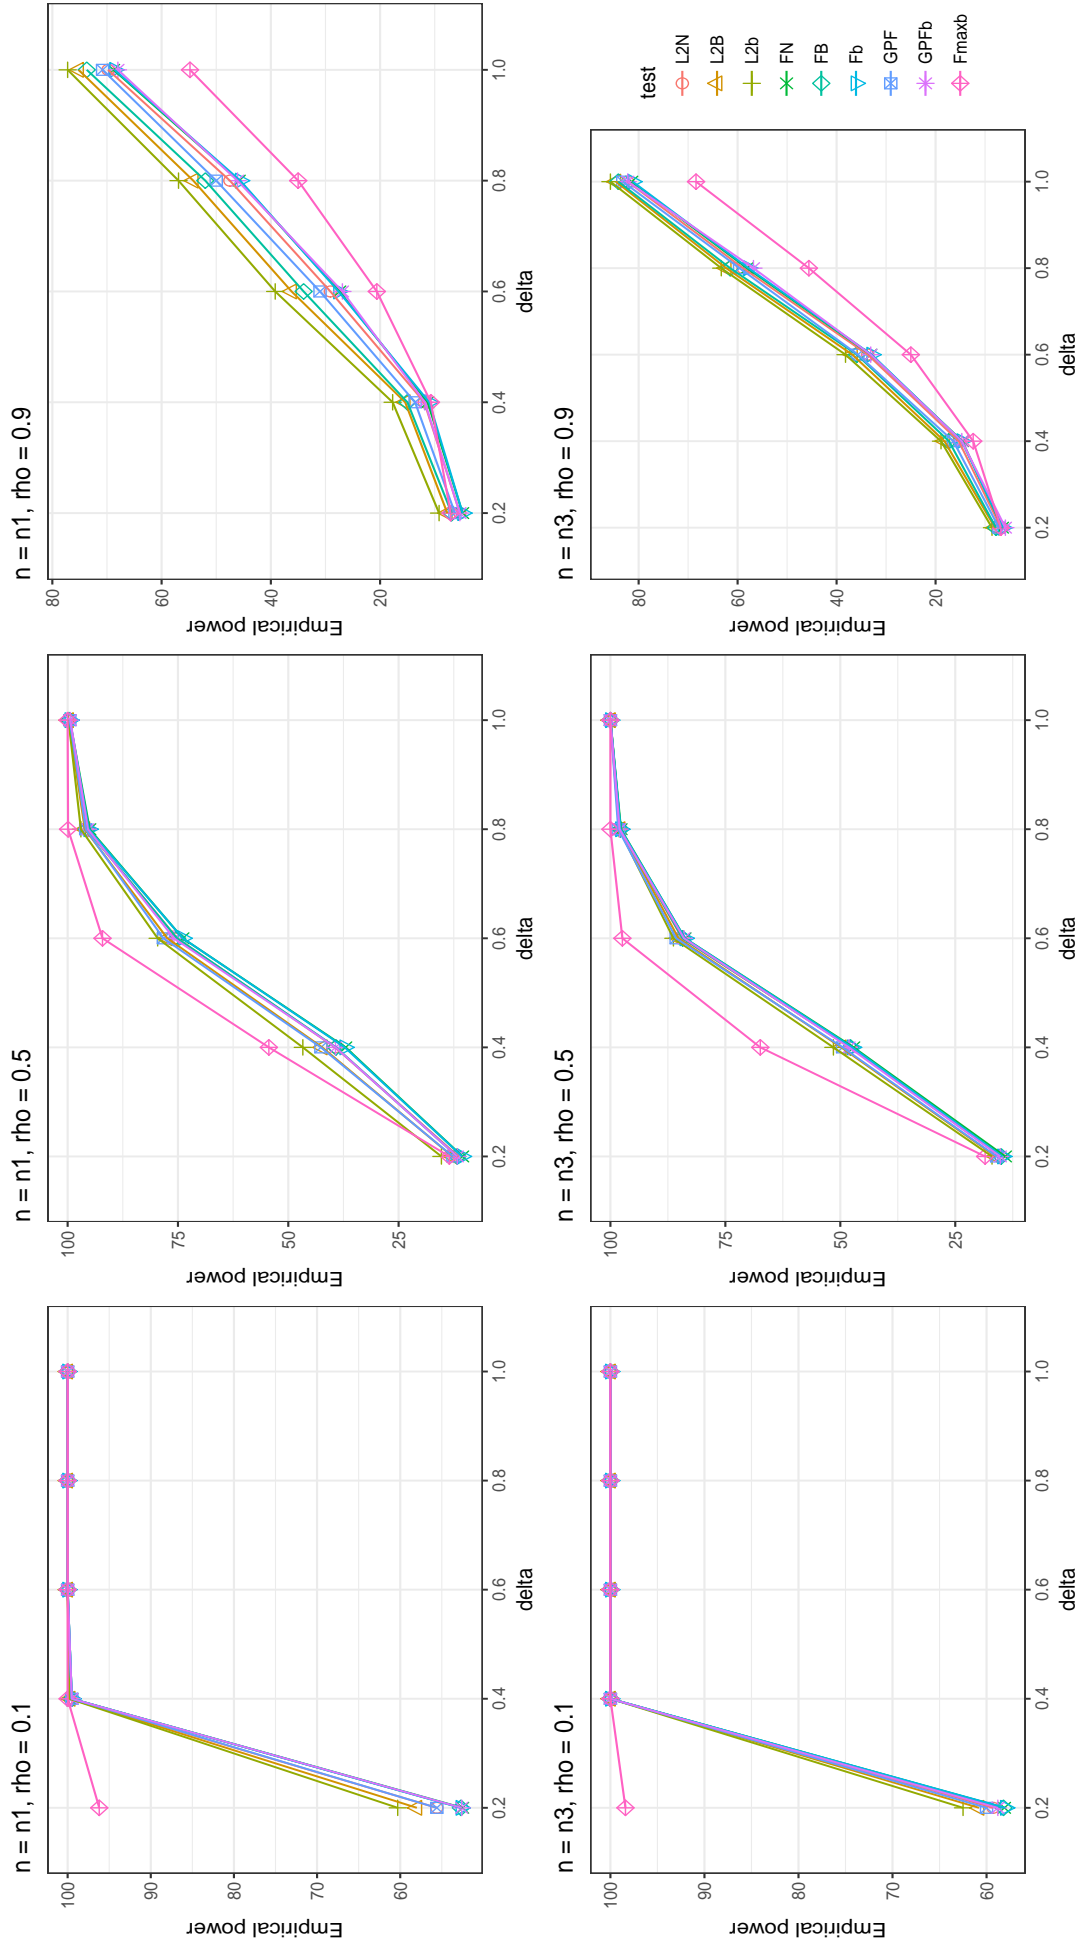 n = n1, rho = 0.1
Empirical power
100
90
80
70
60
0.2
0.4
0.6
0.8
1.0
delta
n = n1, rho = 0.5
Empirical power
100
75
50
25
0.2
0.4
0.6
0.8
1.0
delta
n = n1, rho = 0.9
Empirical power
80
60
40
20
0.2
0.4
0.6
0.8
1.0
delta
n = n3, rho = 0.1
Empirical power
100
90
80
70
60
0.2
0.4
0.6
0.8
1.0
delta
n = n3, rho = 0.5
Empirical power
100
75
50
25
0.2
0.4
0.6
0.8
1.0
delta
n = n3, rho = 0.9
Empirical power
80
60
40
20
0.2
0.4
0.6
0.8
1.0
delta
test
L2N
L2B
L2b
FN
FB
Fb
GPF
GPFb
Fmaxb